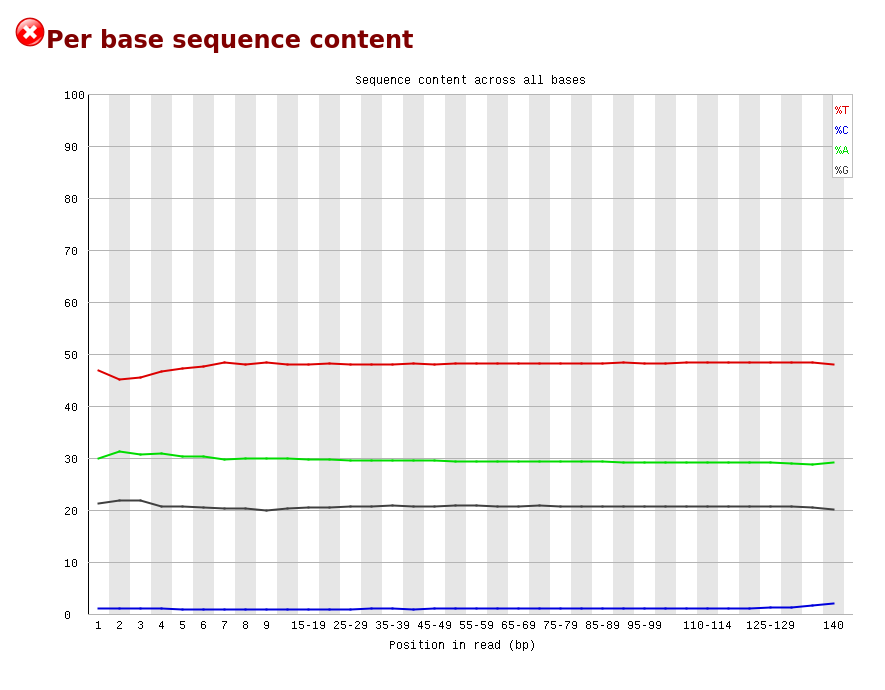 Per base sequence content
Sequence content across all bases
%T
%C
%A
%G
100
90
80
70
60
50
40
30
20
10
0
1 2 3 4 5 6 7 8 9 15-19 25-29 35-39 45-49 55-59 65-69 75-79 85-89 95-99 110-114 125-129 140
Position in read (bp)